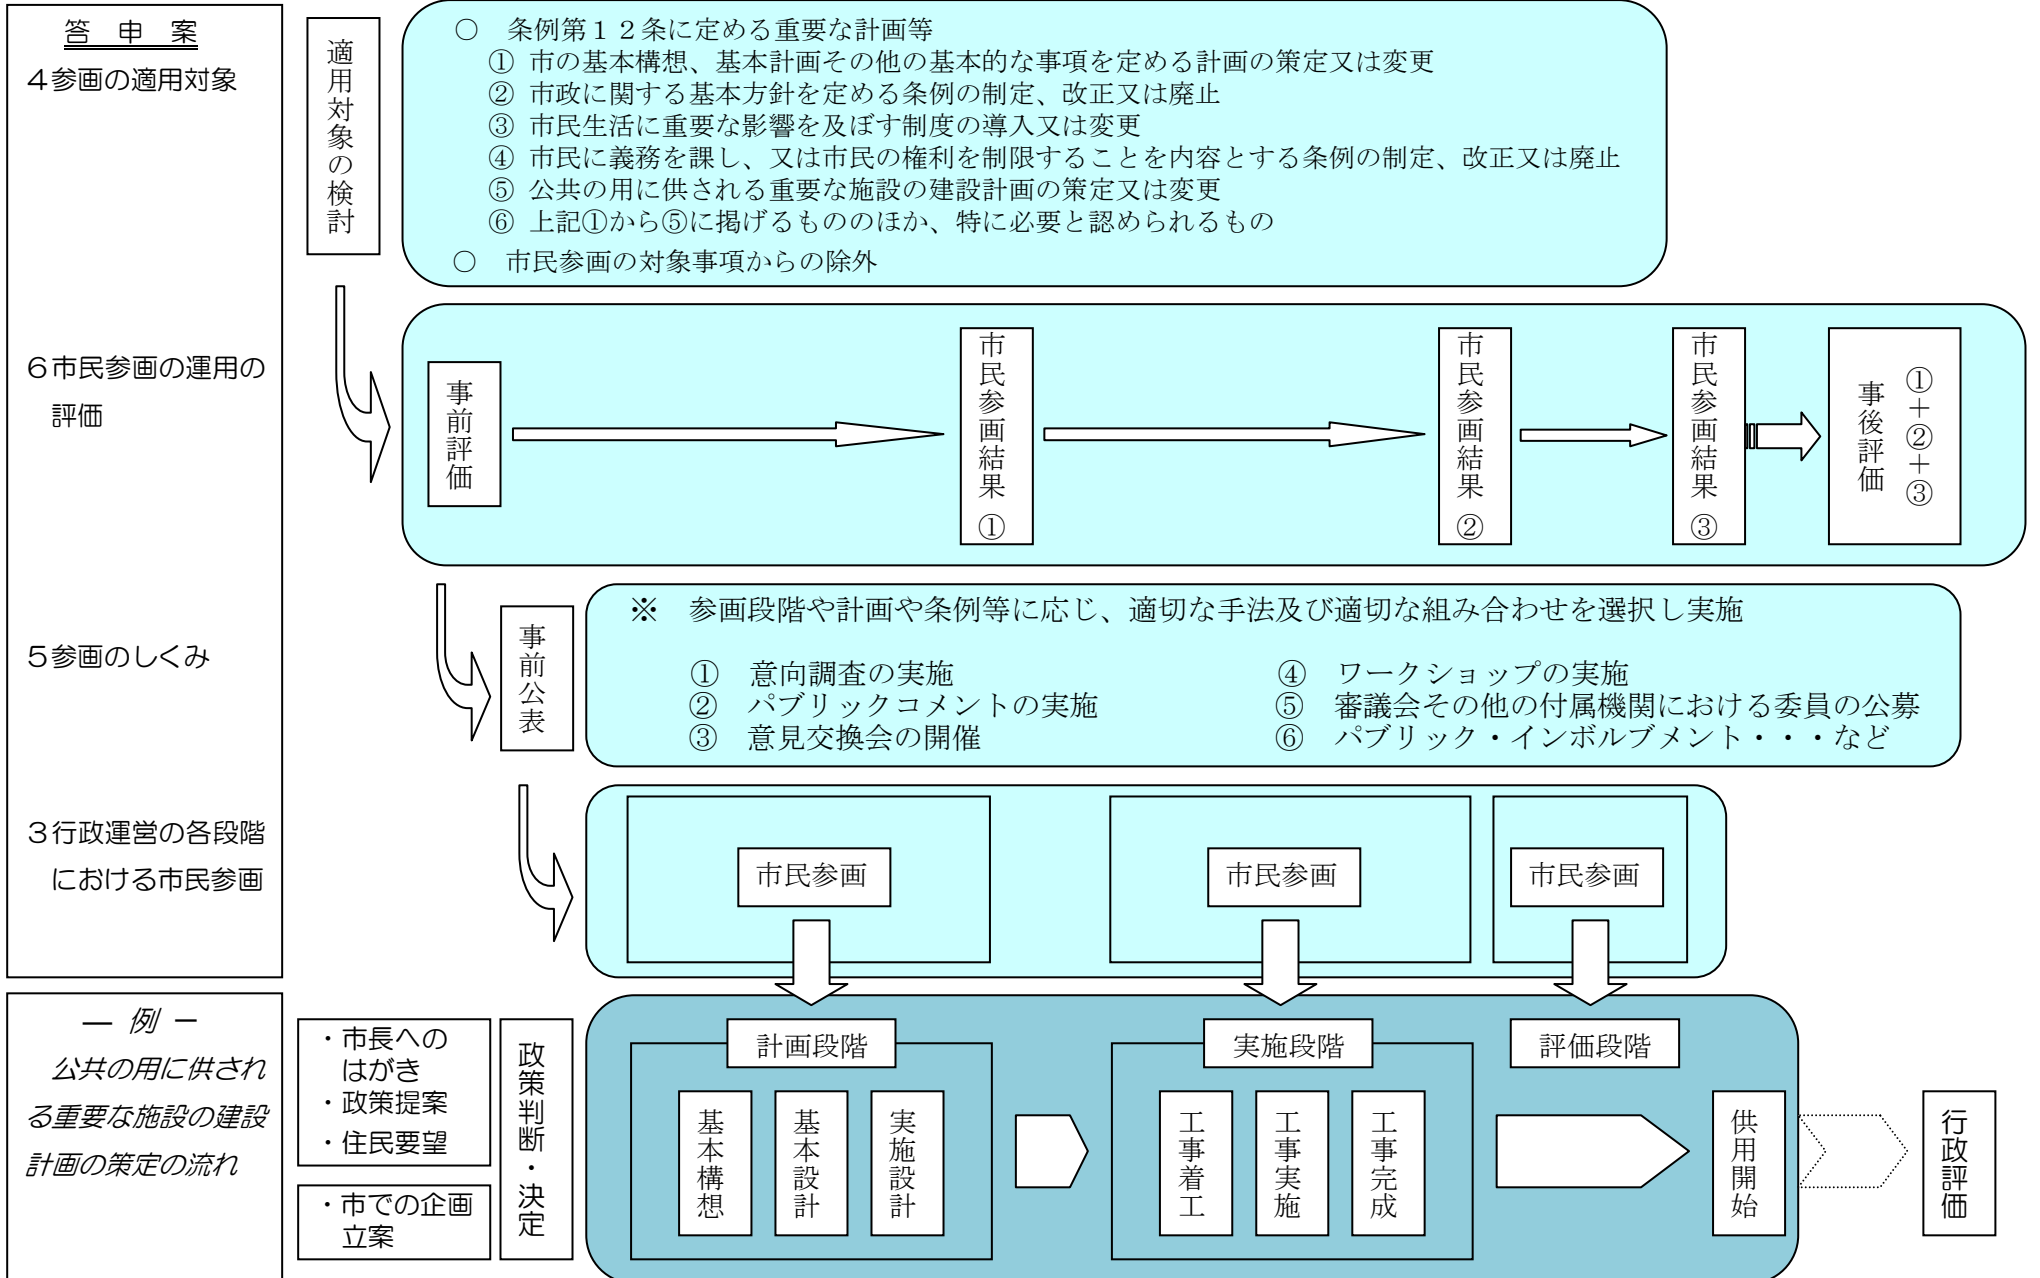 答 申 案
４参画の適用対象
６市民参画の運用の
評価
５参画のしくみ
３行政運営の各段階
における市民参画
適用対象の検討
○ 条例第１２条に定める重要な計画等
① 市の基本構想、基本計画その他の基本的な事項を定める計画の策定又は変更
② 市政に関する基本方針を定める条例の制定、改正又は廃止
③ 市民生活に重要な影響を及ぼす制度の導入又は変更
④ 市民に義務を課し、又は市民の権利を制限することを内容とする条例の制定、改正又は廃止
⑤ 公共の用に供される重要な施設の建設計画の策定又は変更
⑥ 上記①から⑤に掲げるもののほか、特に必要と認められるもの
○ 市民参画の対象事項からの除外
事前評価
市民参画結果①
市民参画結果②
市民参画結果③
①＋②＋③
事後評価
事前公表
※ 参画段階や計画や条例等に応じ、適切な手法及び適切な組み合わせを選択し実施
① 意向調査の実施
② パブリックコメントの実施
③ 意見交換会の開催
④ ワークショップの実施
⑤ 審議会その他の付属機関における委員の公募
⑥ パブリック・インボルブメント・・・など
市民参画
市民参画
市民参画
― 例 ―
公共の用に供され
る重要な施設の建設
計画の策定の流れ
・市長への
はがき
・政策提案
・住民要望
・市での企画
立案
政策判断・決定
計画段階
基本構想
基本設計
実施設計
実施段階
工事着工
工事実施
工事完成
評価段階
供用開始
行政評価